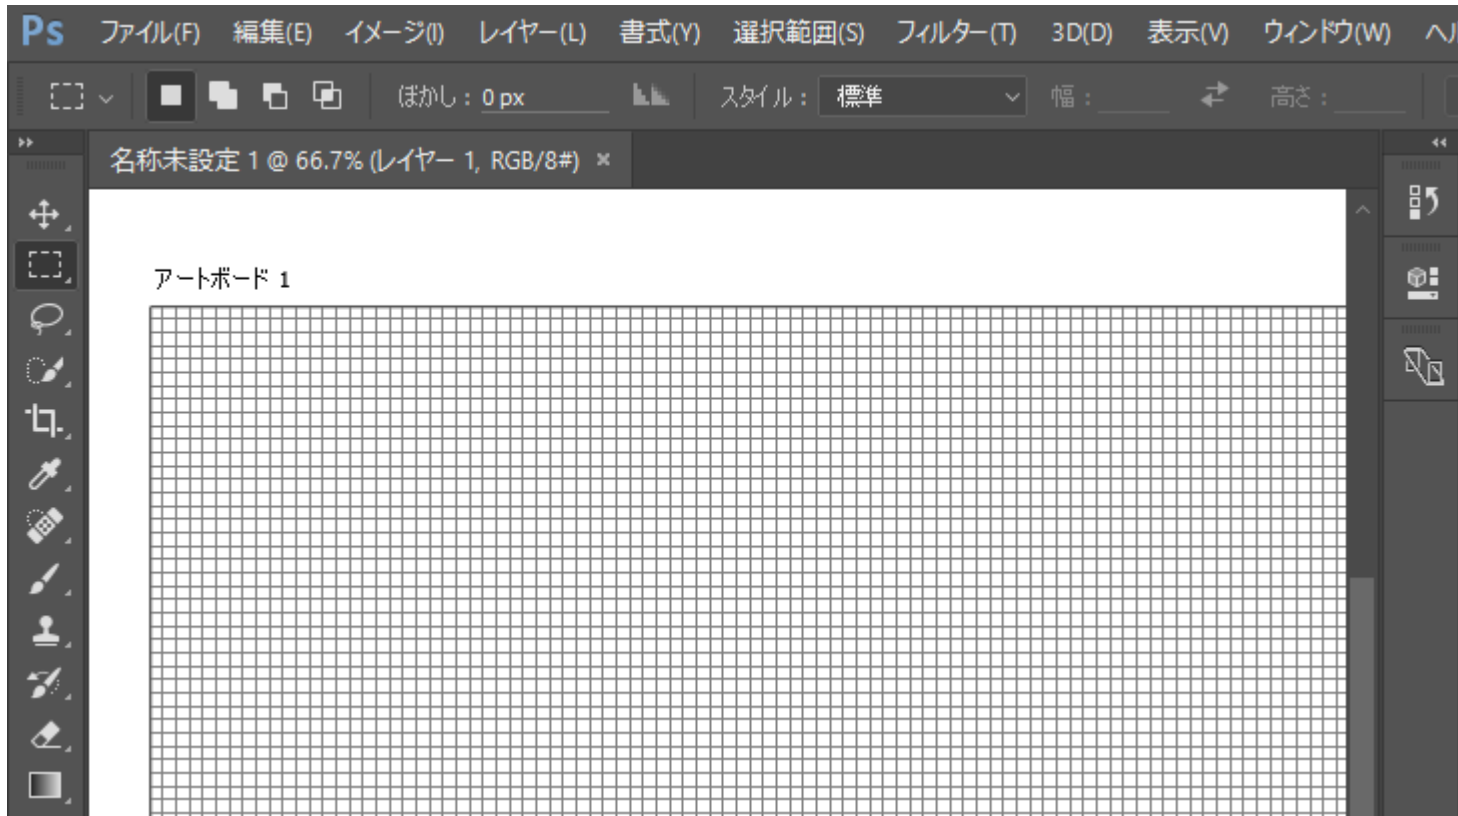 Ps ファイル(F) 編集(E) イメージ(I) レイヤー(L) 書式(Y) 選択範囲(S) フィルター(T) 3D(D) 表示(V) ウィンドウ(W)
ぼかし : 0 px スタイル : 標準 幅 : 高さ :
名称未設定 1 @ 66.7% (レイヤー 1, RGB/8#) ×
アートボード 1